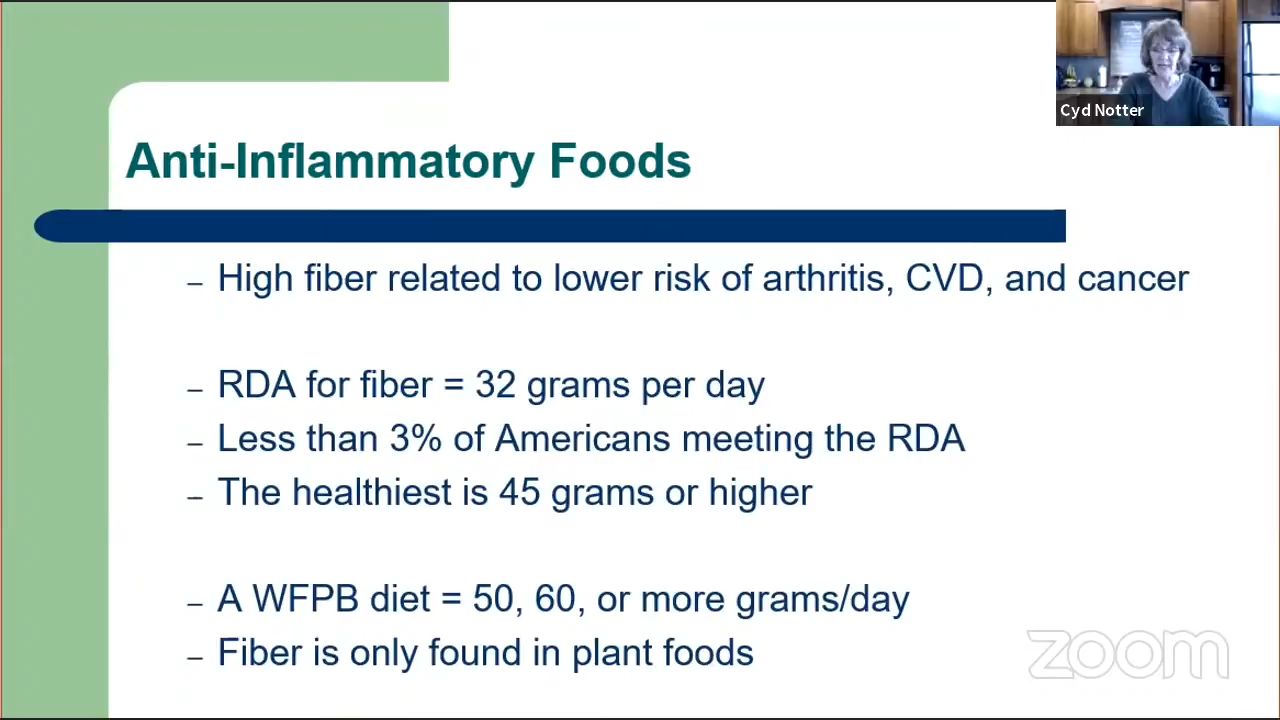 Cyd Notter
Anti-Inflammatory Foods
– High fiber related to lower risk of arthritis, CVD, and cancer
– RDA for fiber = 32 grams per day
– Less than 3% of Americans meeting the RDA
– The healthiest is 45 grams or higher
– A WFPB diet = 50, 60, or more grams/day
– Fiber is only found in plant foods
zoom